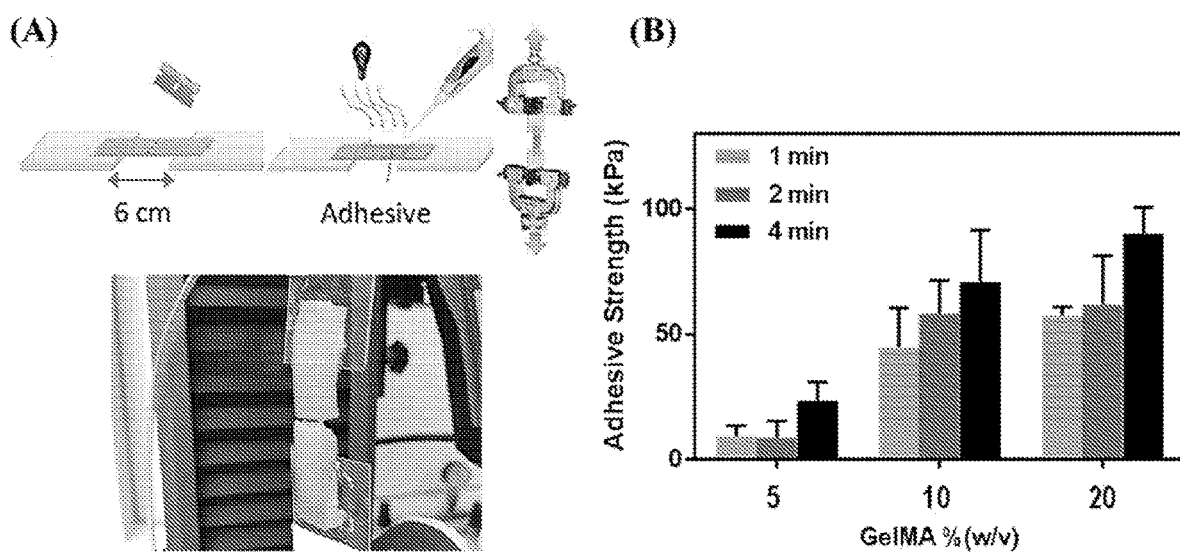 (A)
6 cm
Adhesive
(B)
Adhesive Strength (kPa)
100
50
0
1 min
2 min
4 min
5
10
20
GelMA %(w/v)